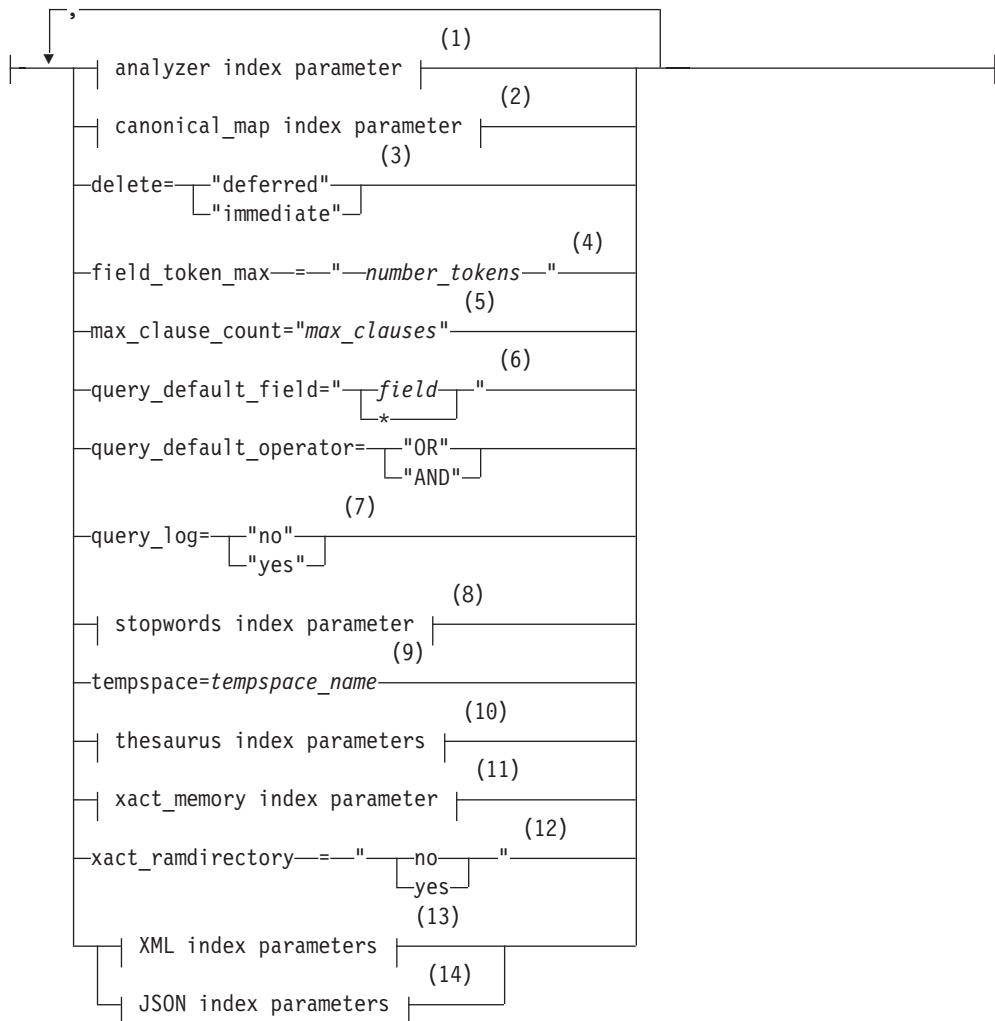 ,
(1)
analyzer index parameter
(2)
canonical_map index parameter
(3)
delete= "deferred"
"immediate"
(4)
field_token_max = " number_tokens "
(5)
max_clause_count="max_clauses"
(6)
query_default_field=" field "
*
query_default_operator= "OR"
"AND"
(7)
query_log= "no"
"yes"
(8)
stopwords index parameter
(9)
tempspace=tempspace_name
(10)
thesaurus index parameters
(11)
xact_memory index parameter
(12)
xact_ramdirectory = " no "
yes
(13)
XML index parameters
(14)
JSON index parameters